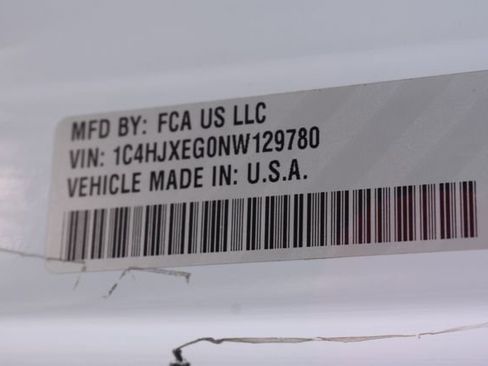 MFD BY: FCA US LLC
VIN: 1C4HJXEG0NW129780
VEHICLE MADE IN: U.S.A.